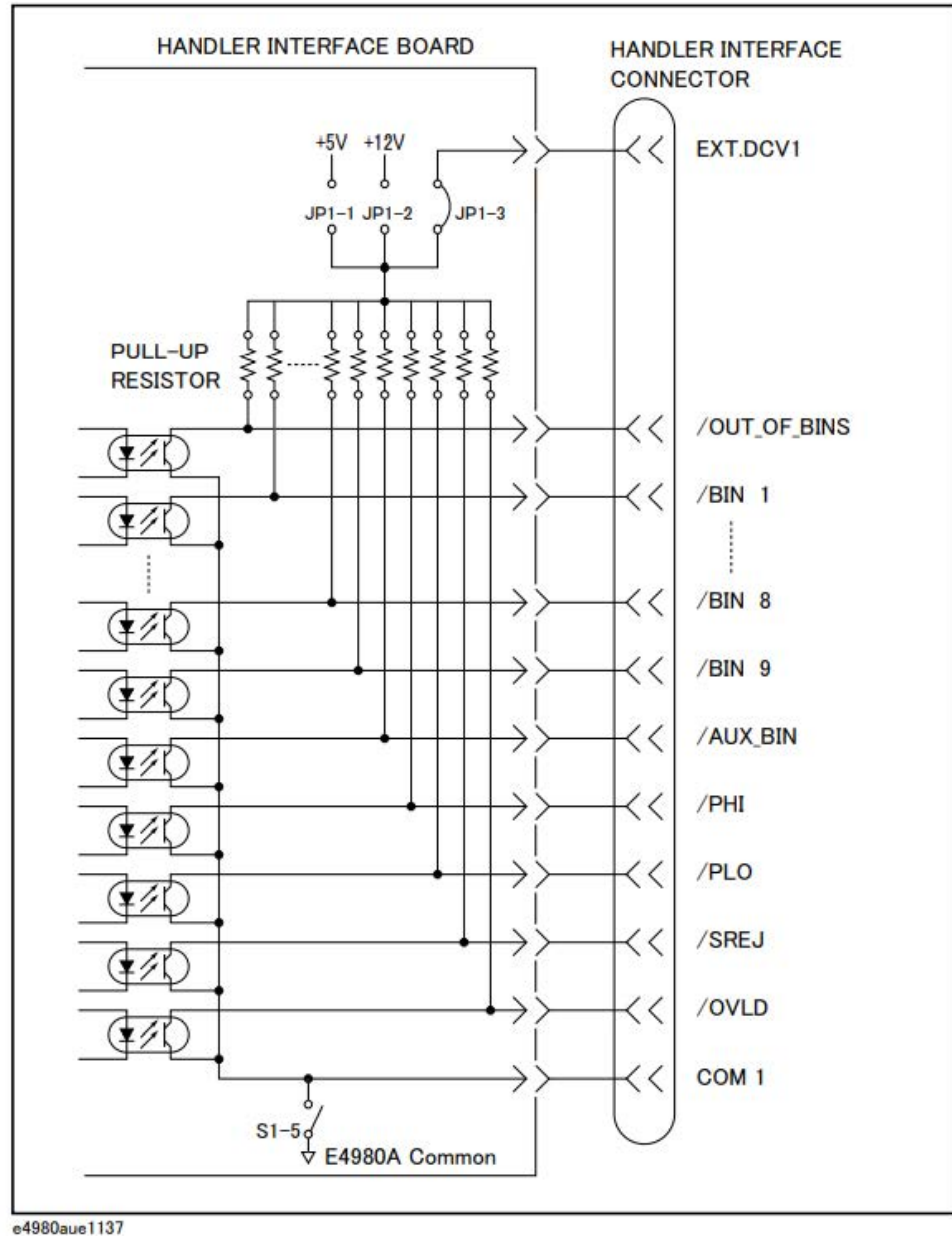 HANDLER INTERFACE BOARD
HANDLER INTERFACE
CONNECTOR
+5V +12V
EXT.DCV1
JP1-1 JP1-2 JP1-3
PULL-UP
RESISTOR
/OUT_OF_BINS
/BIN 1
/BIN 8
/BIN 9
/AUX_BIN
/PHI
/PLO
/SREJ
/OVLD
COM 1
S1-5
E4980A Common
e4980aue1137